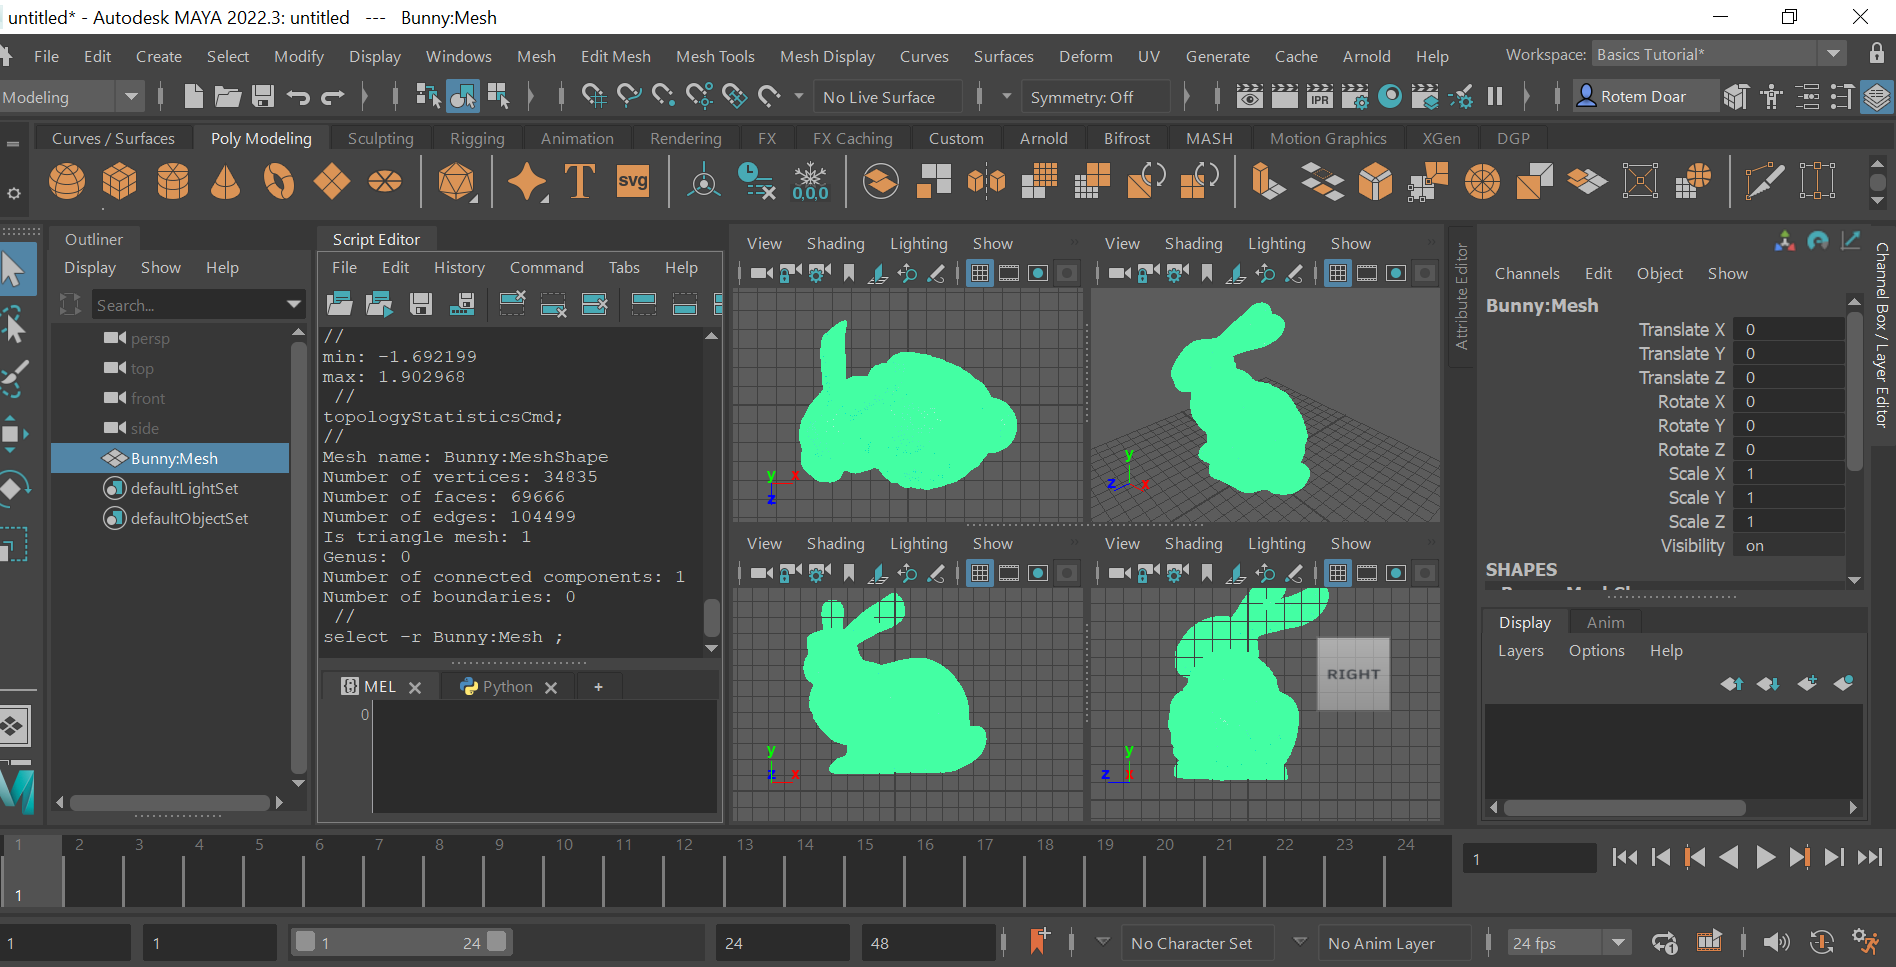 untitled* - Autodesk MAYA 2022.3: untitled --- Bunny:Mesh
File Edit Create Select Modify Display Windows Mesh Edit Mesh Mesh Tools Mesh Display Curves Surfaces Deform UV Generate Cache Arnold Help Workspace: Basics Tutorial*
Modeling No Live Surface Symmetry: Off IPR Rotem Doar
Curves / Surfaces Poly Modeling Sculpting Rigging Animation Rendering FX FX Caching Custom Arnold Bifrost MASH Motion Graphics XGen DGP
T svg 0,0,0
Outliner
Display Show Help
Search...
persp
top
front
side
Bunny:Mesh
defaultLightSet
defaultObjectSet
Script Editor
File Edit History Command Tabs Help
//
min: -1.692199
max: 1.902968
//
topologyStatisticsCmd;
//
Mesh name: Bunny:MeshShape
Number of vertices: 34835
Number of faces: 69666
Number of edges: 104499
Is triangle mesh: 1
Genus: 0
Number of connected components: 1
Number of boundaries: 0
//
select -r Bunny:Mesh ;
MEL Python +
0
View Shading Lighting Show
y x
z
View Shading Lighting Show
y
z x
View Shading Lighting Show
y
z x
View Shading Lighting Show
RIGHT
y
z x
Attribute Editor
Channels Edit Object Show
Bunny:Mesh
Translate X 0
Translate Y 0
Translate Z 0
Rotate X 0
Rotate Y 0
Rotate Z 0
Scale X 1
Scale Y 1
Scale Z 1
Visibility on
SHAPES
Display Anim
Layers Options Help
Channel Box / Layer Editor
1 2 3 4 5 6 7 8 9 10 11 12 13 14 15 16 17 18 19 20 21 22 23 24
1
1
1 1 1 24 24 48 No Character Set No Anim Layer 24 fps